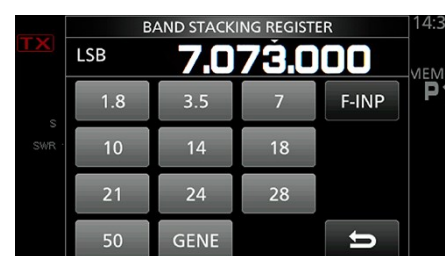 BAND STACKING REGISTER
14:3
TX
LSB 7.073.000
MEM
P
1.8 3.5 7 F-INP
S
SWR
10 14 18
21 24 28
50 GENE